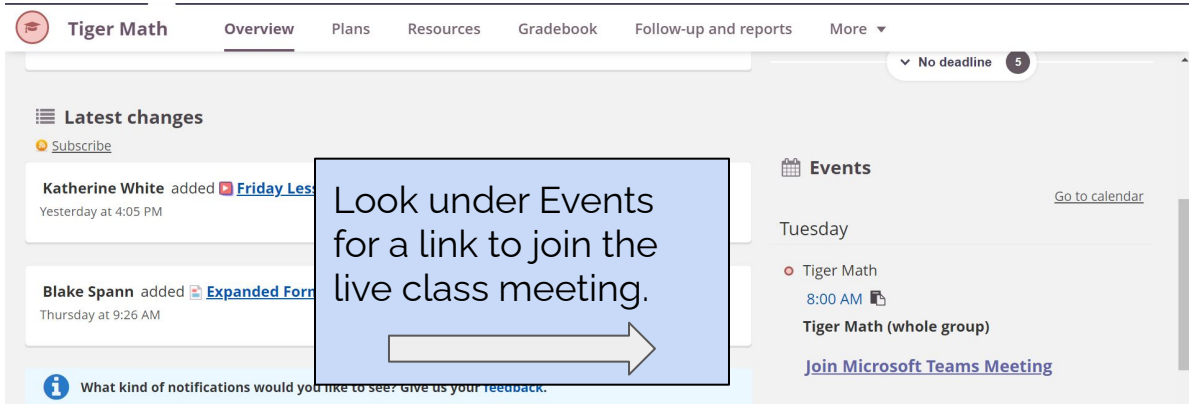 Tiger Math Overview Plans Resources Gradebook Follow-up and reports More
No deadline 5
Latest changes
Subscribe
Katherine White added Friday Les
Yesterday at 4:05 PM
Blake Spann added Expanded Forn
Thursday at 9:26 AM
What kind of notifications would you like to see? Give us your feedback.
Look under Events
for a link to join the
live class meeting.
Events
Go to calendar
Tuesday
Tiger Math
8:00 AM
Tiger Math (whole group)
Join Microsoft Teams Meeting